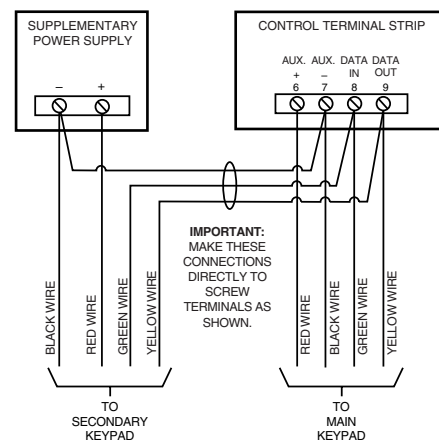 SUPPLEMENTARY
POWER SUPPLY
– +
CONTROL TERMINAL STRIP
AUX. AUX. DATA DATA
+ – IN OUT
6 7 8 9
IMPORTANT:
MAKE THESE
CONNECTIONS
DIRECTLY TO
SCREW
TERMINALS AS
SHOWN.
BLACK WIRE
RED WIRE
GREEN WIRE
YELLOW WIRE
RED WIRE
BLACK WIRE
GREEN WIRE
YELLOW WIRE
TO
SECONDARY
KEYPAD
TO
MAIN
KEYPAD